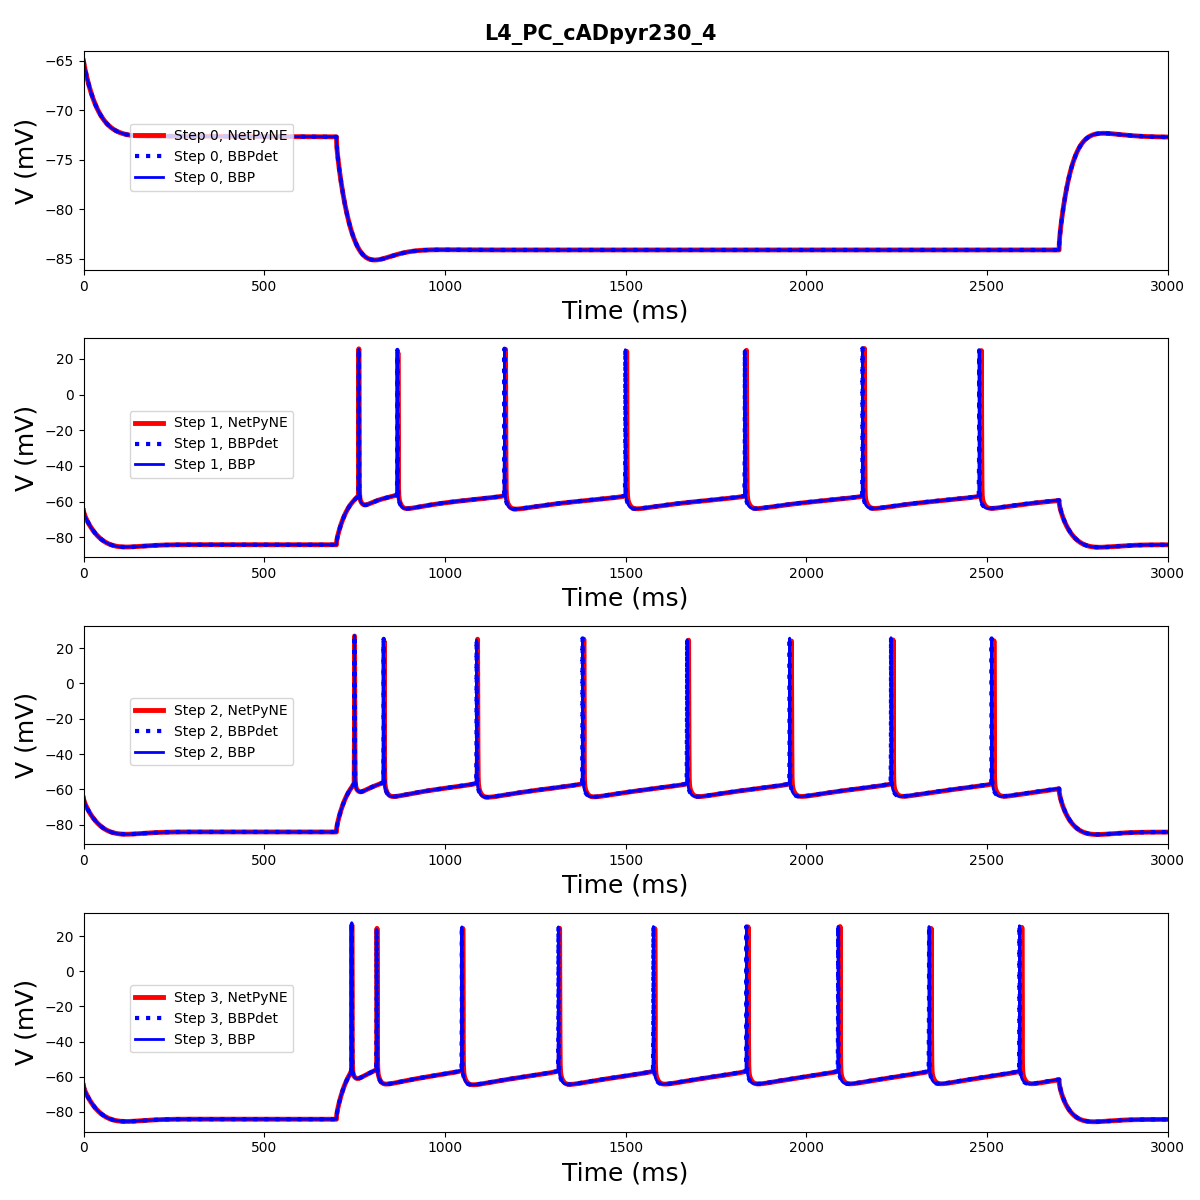 L4_PC_cADpyr230_4
−65
−70
−75
−80
−85
V (mV)
Step 0, NetPyNE
Step 0, BBPdet
Step 0, BBP
0 500 1000 1500 2000 2500 3000
Time (ms)
20
0
−20
−40
−60
−80
V (mV)
Step 1, NetPyNE
Step 1, BBPdet
Step 1, BBP
0 500 1000 1500 2000 2500 3000
Time (ms)
20
0
−20
−40
−60
−80
V (mV)
Step 2, NetPyNE
Step 2, BBPdet
Step 2, BBP
0 500 1000 1500 2000 2500 3000
Time (ms)
20
0
−20
−40
−60
−80
V (mV)
Step 3, NetPyNE
Step 3, BBPdet
Step 3, BBP
0 500 1000 1500 2000 2500 3000
Time (ms)